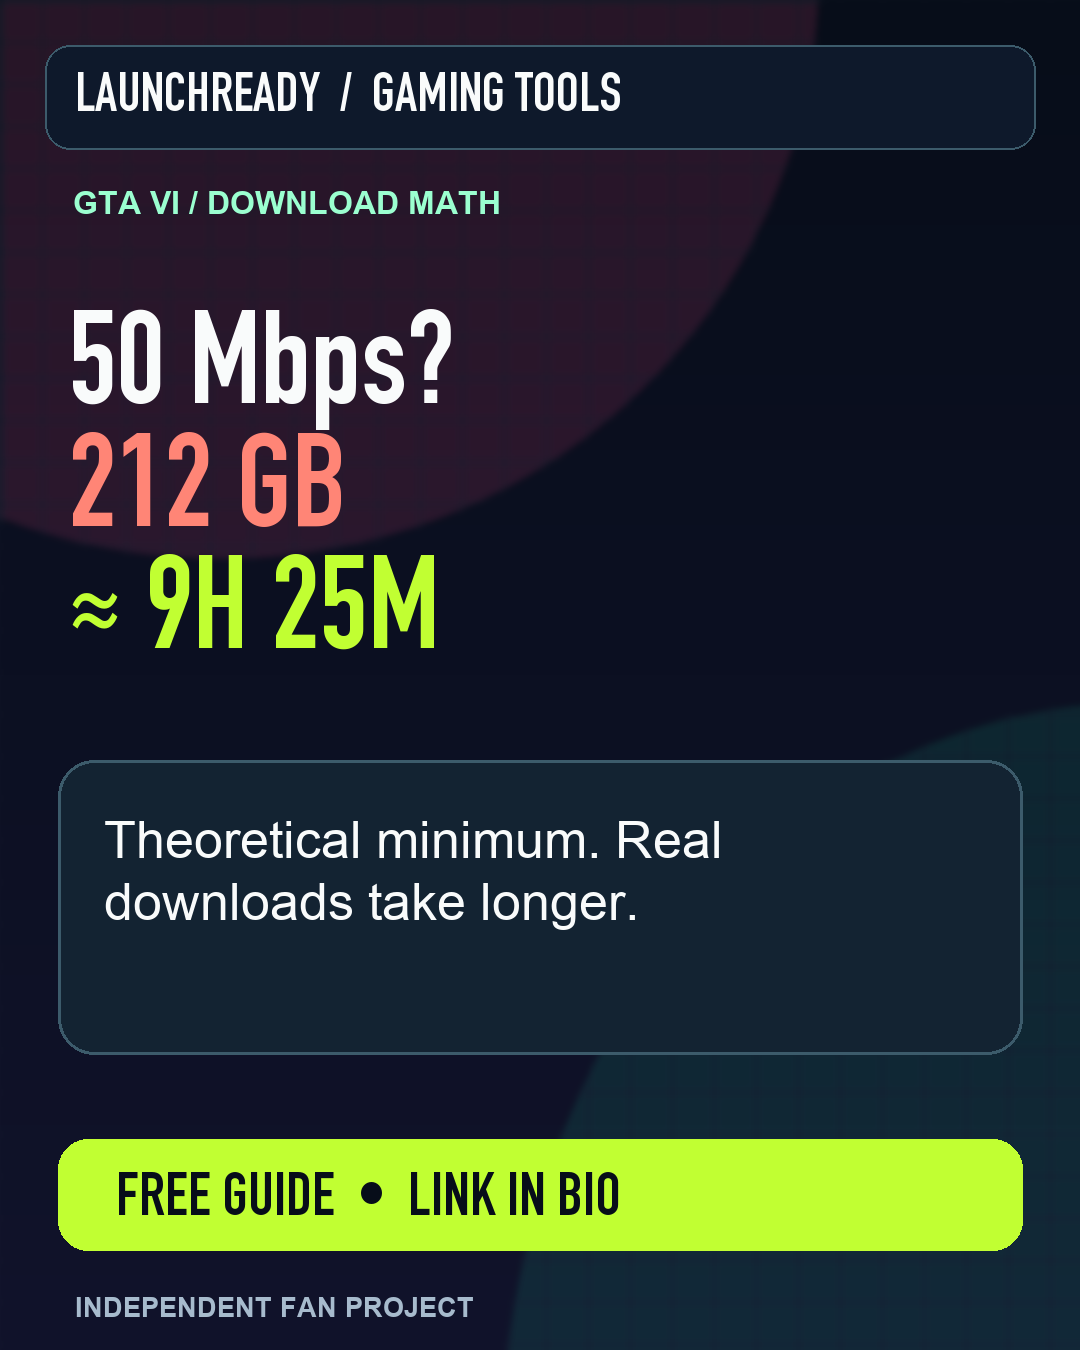 LAUNCHREADY / GAMING TOOLS
GTA VI / DOWNLOAD MATH
50 Mbps?
212 GB
≈ 9H 25M
Theoretical minimum. Real
downloads take longer.
FREE GUIDE • LINK IN BIO
INDEPENDENT FAN PROJECT